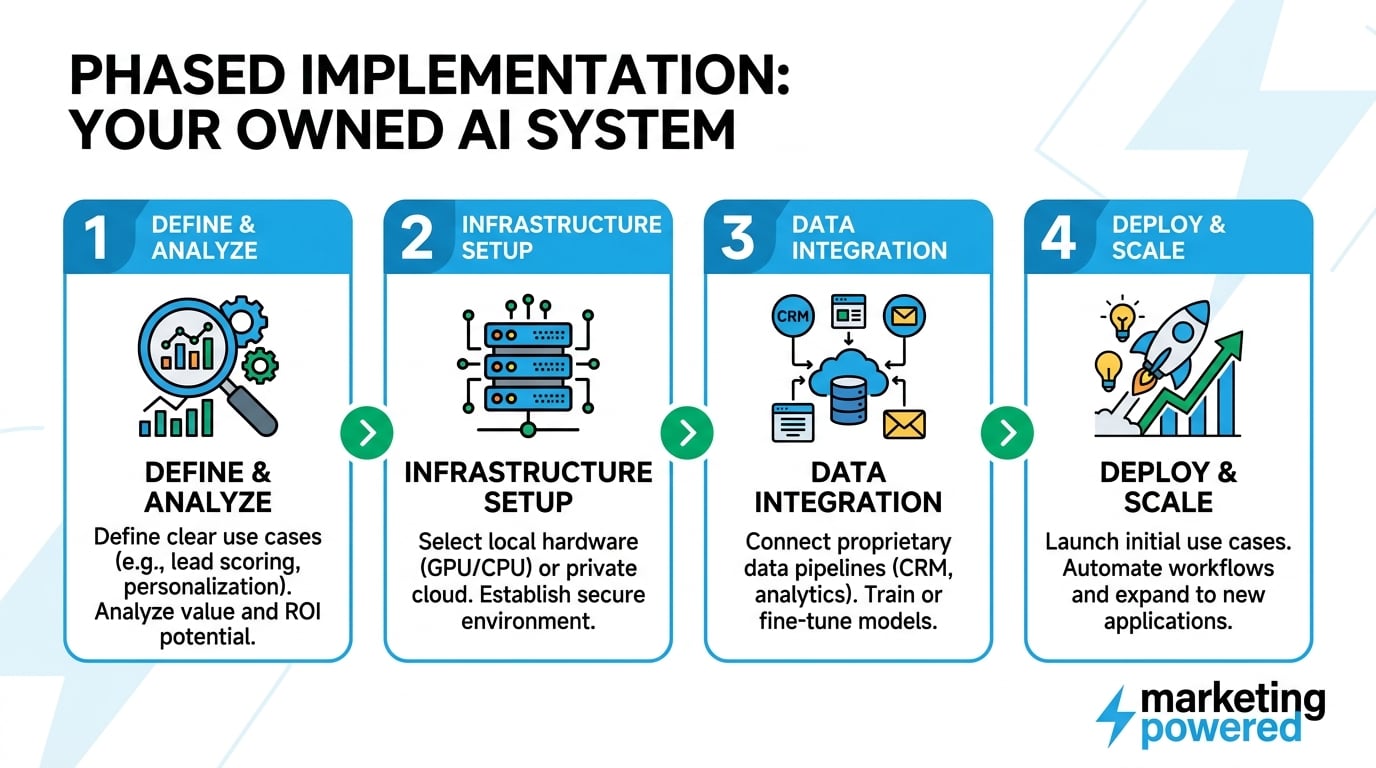 PHASED IMPLEMENTATION:
YOUR OWNED AI SYSTEM
1
DEFINE &
ANALYZE
DEFINE &
ANALYZE
Define clear use cases
(e.g., lead scoring,
personalization).
Analyze value and ROI
potential.
2
INFRASTRUCTURE
SETUP
INFRASTRUCTURE
SETUP
Select local hardware
(GPU/CPU) or private
cloud. Establish secure
environment.
3
DATA
INTEGRATION
CRM
DATA
INTEGRATION
Connect proprietary
data pipelines (CRM,
analytics). Train or
fine-tune models.
4
DEPLOY &
SCALE
DEPLOY &
SCALE
Launch initial use cases.
Automate workflows
and expand to new
applications.
marketing
powered